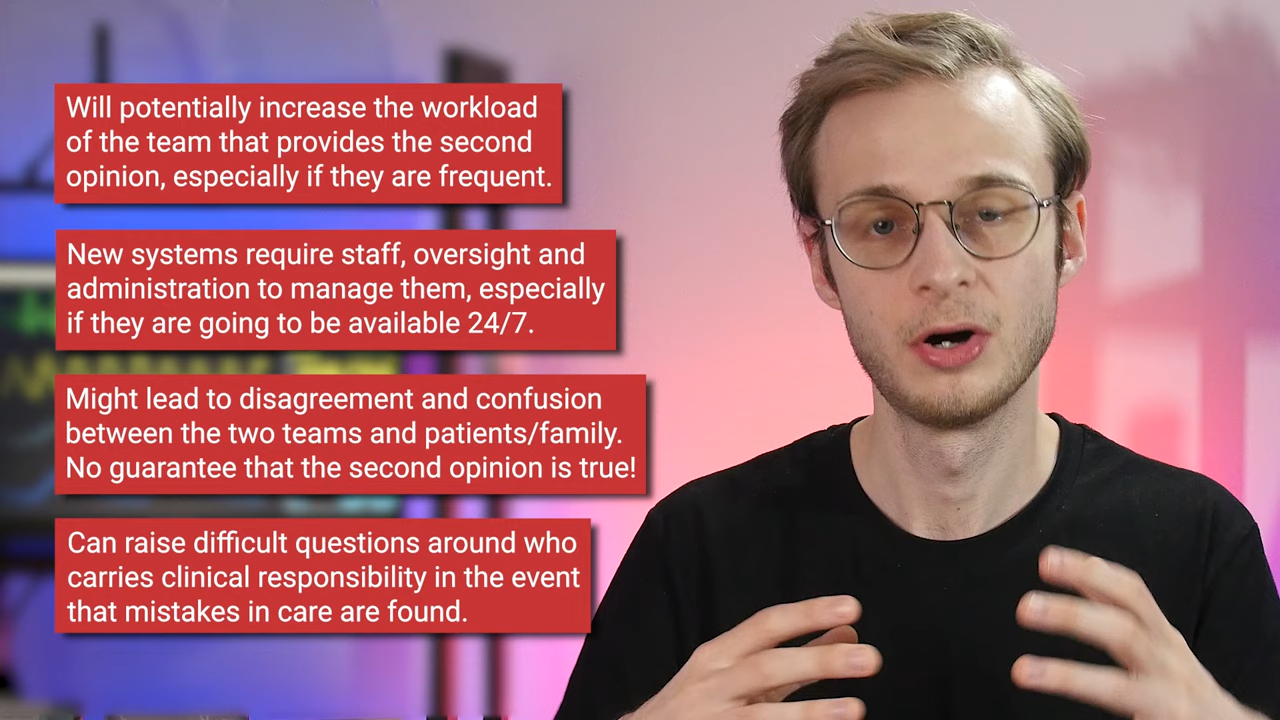 Will potentially increase the workload
of the team that provides the second
opinion, especially if they are frequent.
New systems require staff, oversight and
administration to manage them, especially
if they are going to be available 24/7.
Might lead to disagreement and confusion
between the two teams and patients/family.
No guarantee that the second opinion is true!
Can raise difficult questions around who
carries clinical responsibility in the event
that mistakes in care are found.